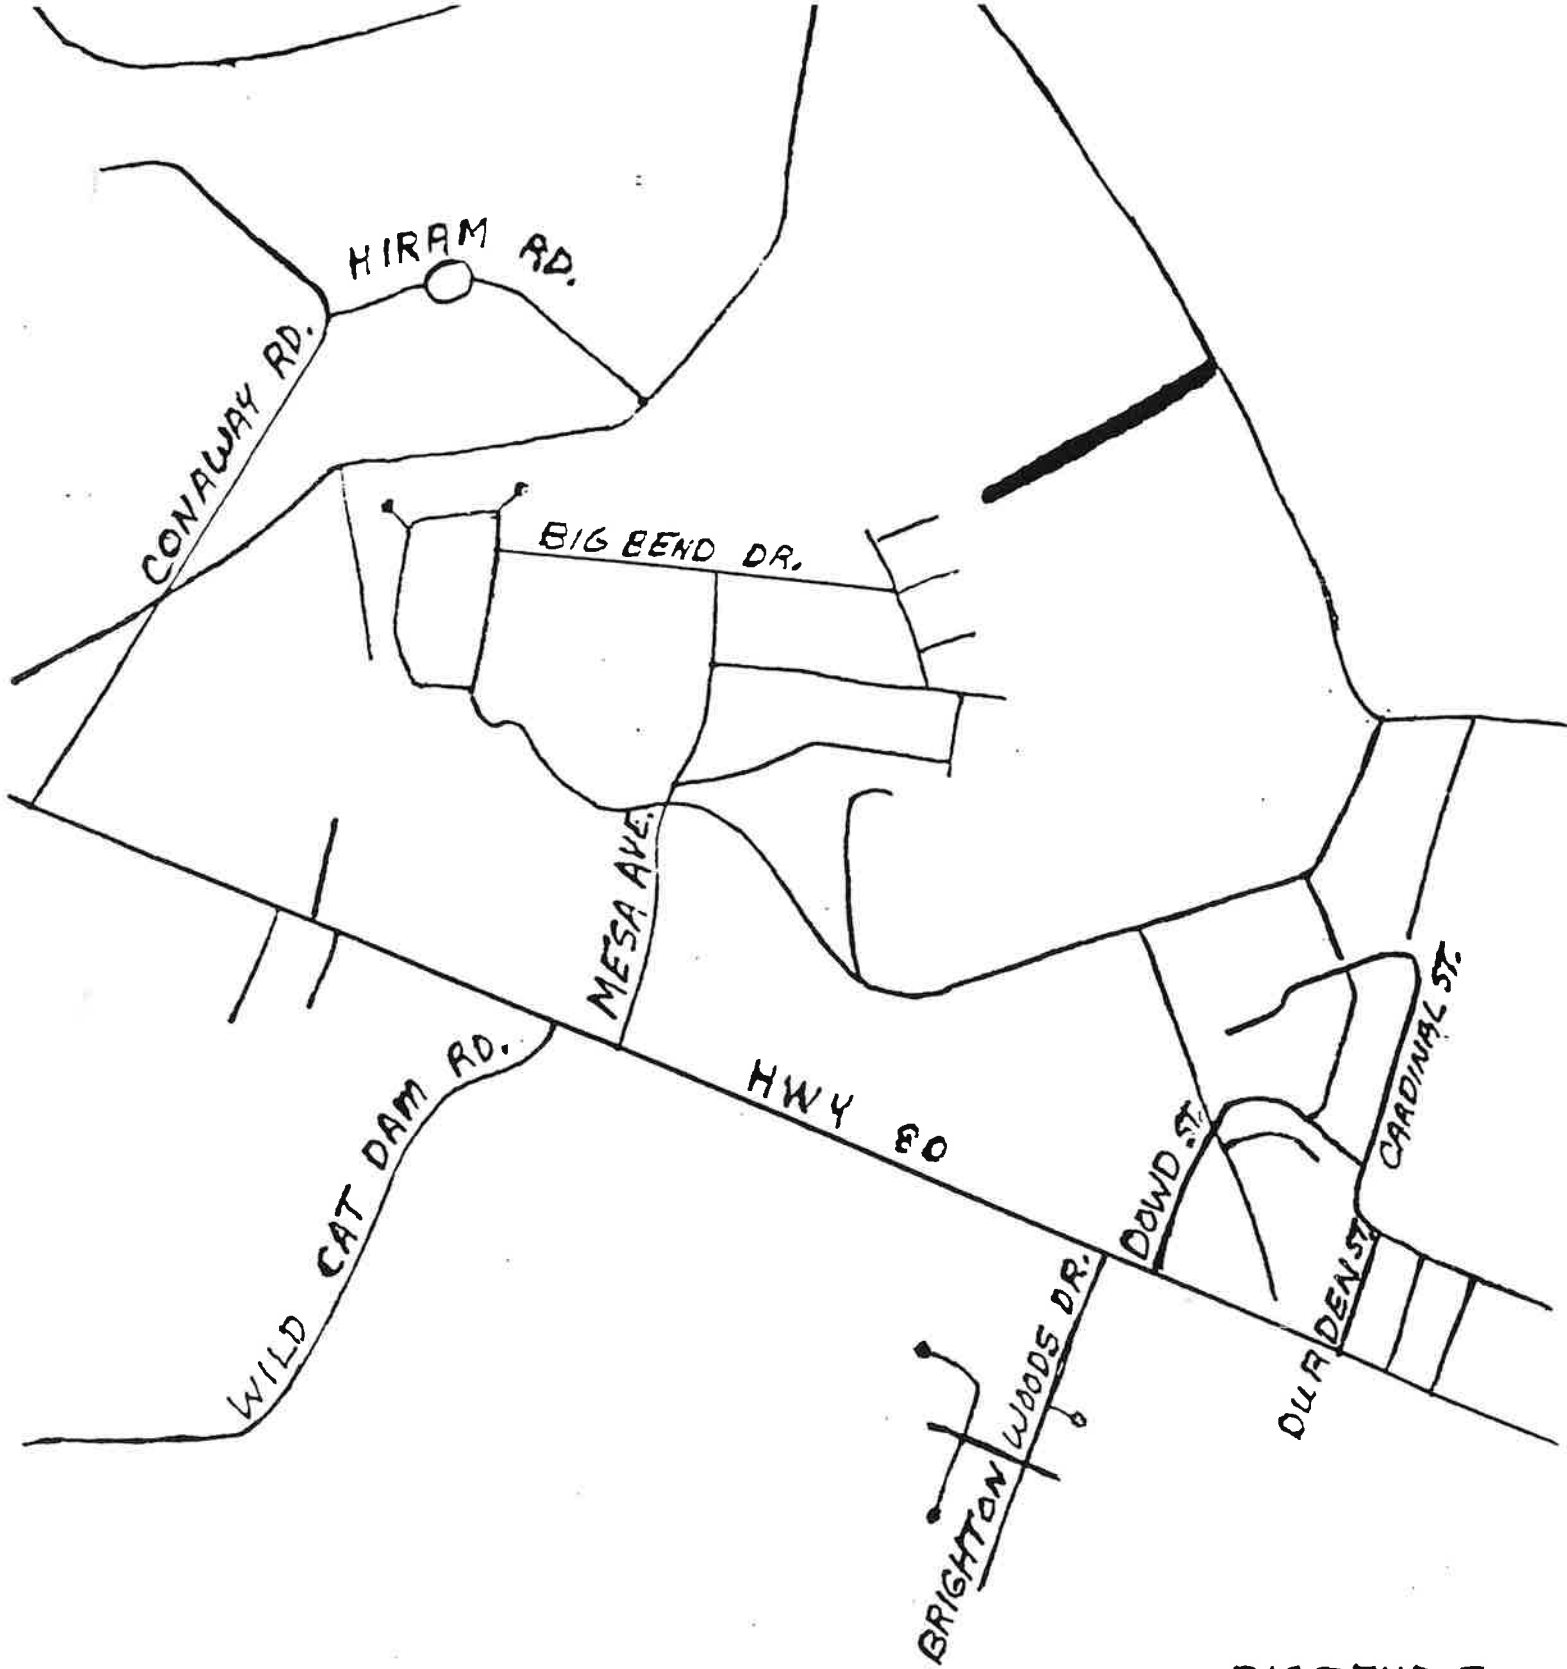 HIRAM RD.
CONAWAY RD.
BIG BEND DR.
MESA AVE.
HWY 80
WILD CAT DAM RD.
CARDINAL ST.
DOWD ST.
DURDEN ST.
BRIGHTON WOODS DR.